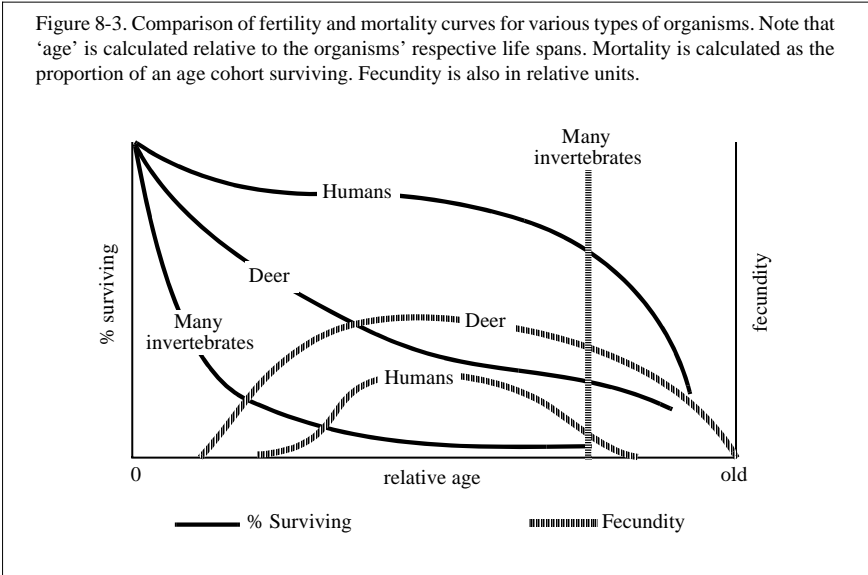 Figure 8-3. Comparison of fertility and mortality curves for various types of organisms. Note that
‘age’ is calculated relative to the organisms’ respective life spans. Mortality is calculated as the
proportion of an age cohort surviving. Fecundity is also in relative units.
Many
invertebrates
Humans
% surviving
fecundity
Deer
Many
invertebrates
Deer
Humans
0
relative age
old
% Surviving
Fecundity